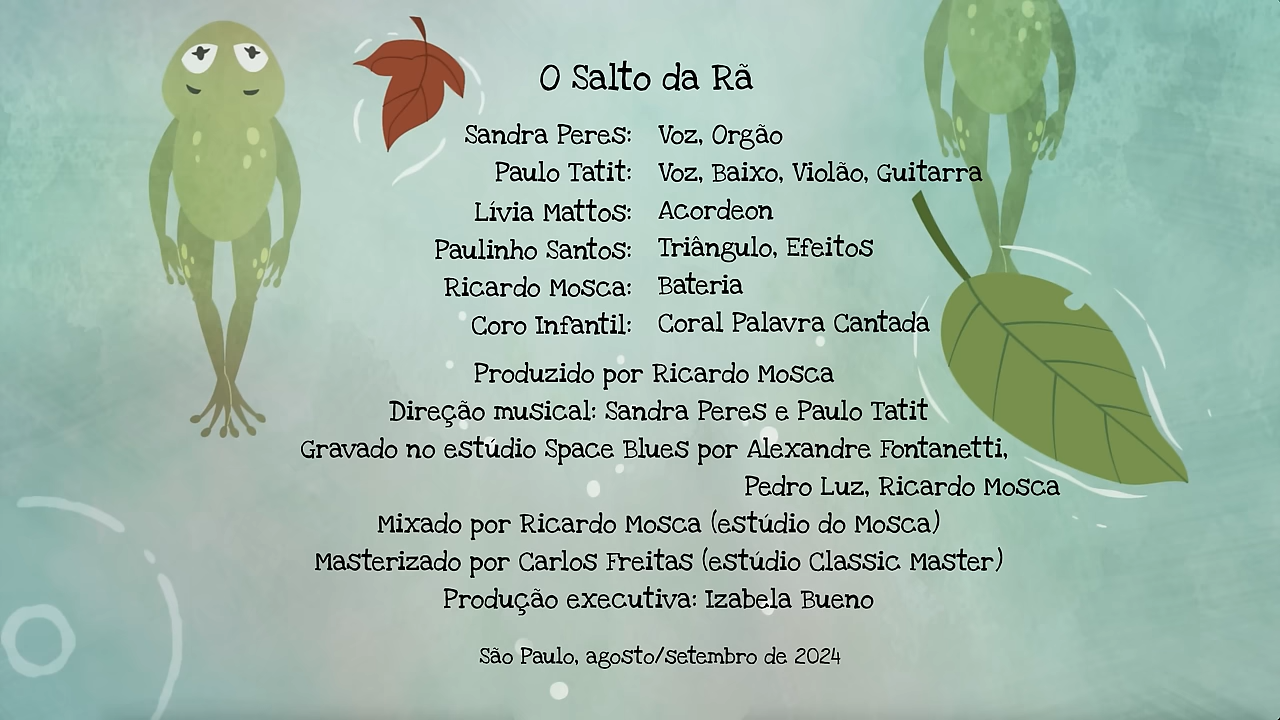 O Salto da Rã
Sandra Peres: Voz, Orgão
Paulo Tatit: Voz, Baixo, Violão, Guitarra
Lívia Mattos: Acordeon
Paulinho Santos: Triângulo, Efeitos
Ricardo Mosca: Bateria
Coro Infantil: Coral Palavra Cantada
Produzido por Ricardo Mosca
Direção musical: Sandra Peres e Paulo Tatit
Gravado no estúdio Space Blues por Alexandre Fontanetti,
Pedro Luz, Ricardo Mosca
Mixado por Ricardo Mosca (estúdio do Mosca)
Masterizado por Carlos Freitas (estúdio Classic Master)
Produção executiva: Izabela Bueno
São Paulo, agosto/setembro de 2024